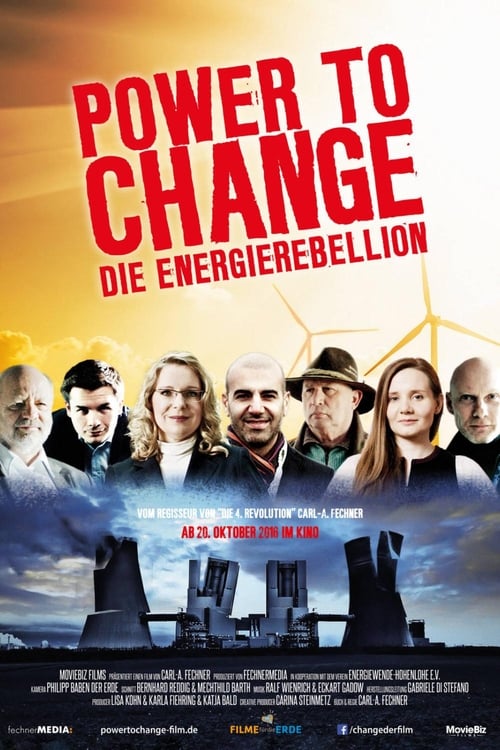 POWER TO
CHANGE
DIE ENERGIEREBELLION
VOM REGISSEUR VON "DIE 4. REVOLUTION" CARL-A. FECHNER
AB 20. OKTOBER 2016 IM KINO
MOVIEBIZ FILMS PRÄSENTIERT EINEN FILM VON CARL-A. FECHNER PRODUZIERT VON FECHNERMEDIA IN KOOPERATION MIT DEM VEREIN ENERGIEWENDE-HOHENLOHE E.V.
KAMERA PHILIPP BABEN DER ERDE SCHNITT BERNHARD REDDIG & MECHTHILD BARTH MUSIK RALF WIENRICH & ECKART GADOW HERSTELLUNGSLEITUNG GABRIELE DI STEFANO
PRODUCER LISA KOHN & KARLA FIEHRING & KATJA BALD CREATIVE PRODUCER CARINA STEINMETZ BUCH & REGIE CARL-A. FECHNER
fechnerMEDIA: powertochange-film.de FILME für die ERDE /changederfilm MovieBiz FILMS